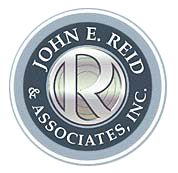 JOHN E. REID
R
& ASSOCIATES, INC.